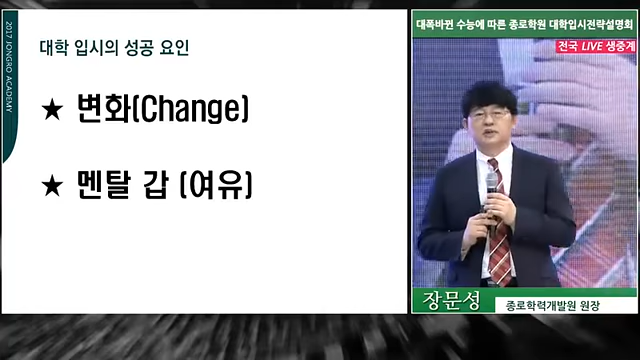 2017 JONGRO ACADEMY
대학 입시의 성공 요인
★ 변화(Change)
★ 멘탈 갑 (여유)
대폭바뀐 수능에 따른 종로학원 대학입시전략설명회
전국 LIVE 생중계
장문성
종로학력개발원 원장